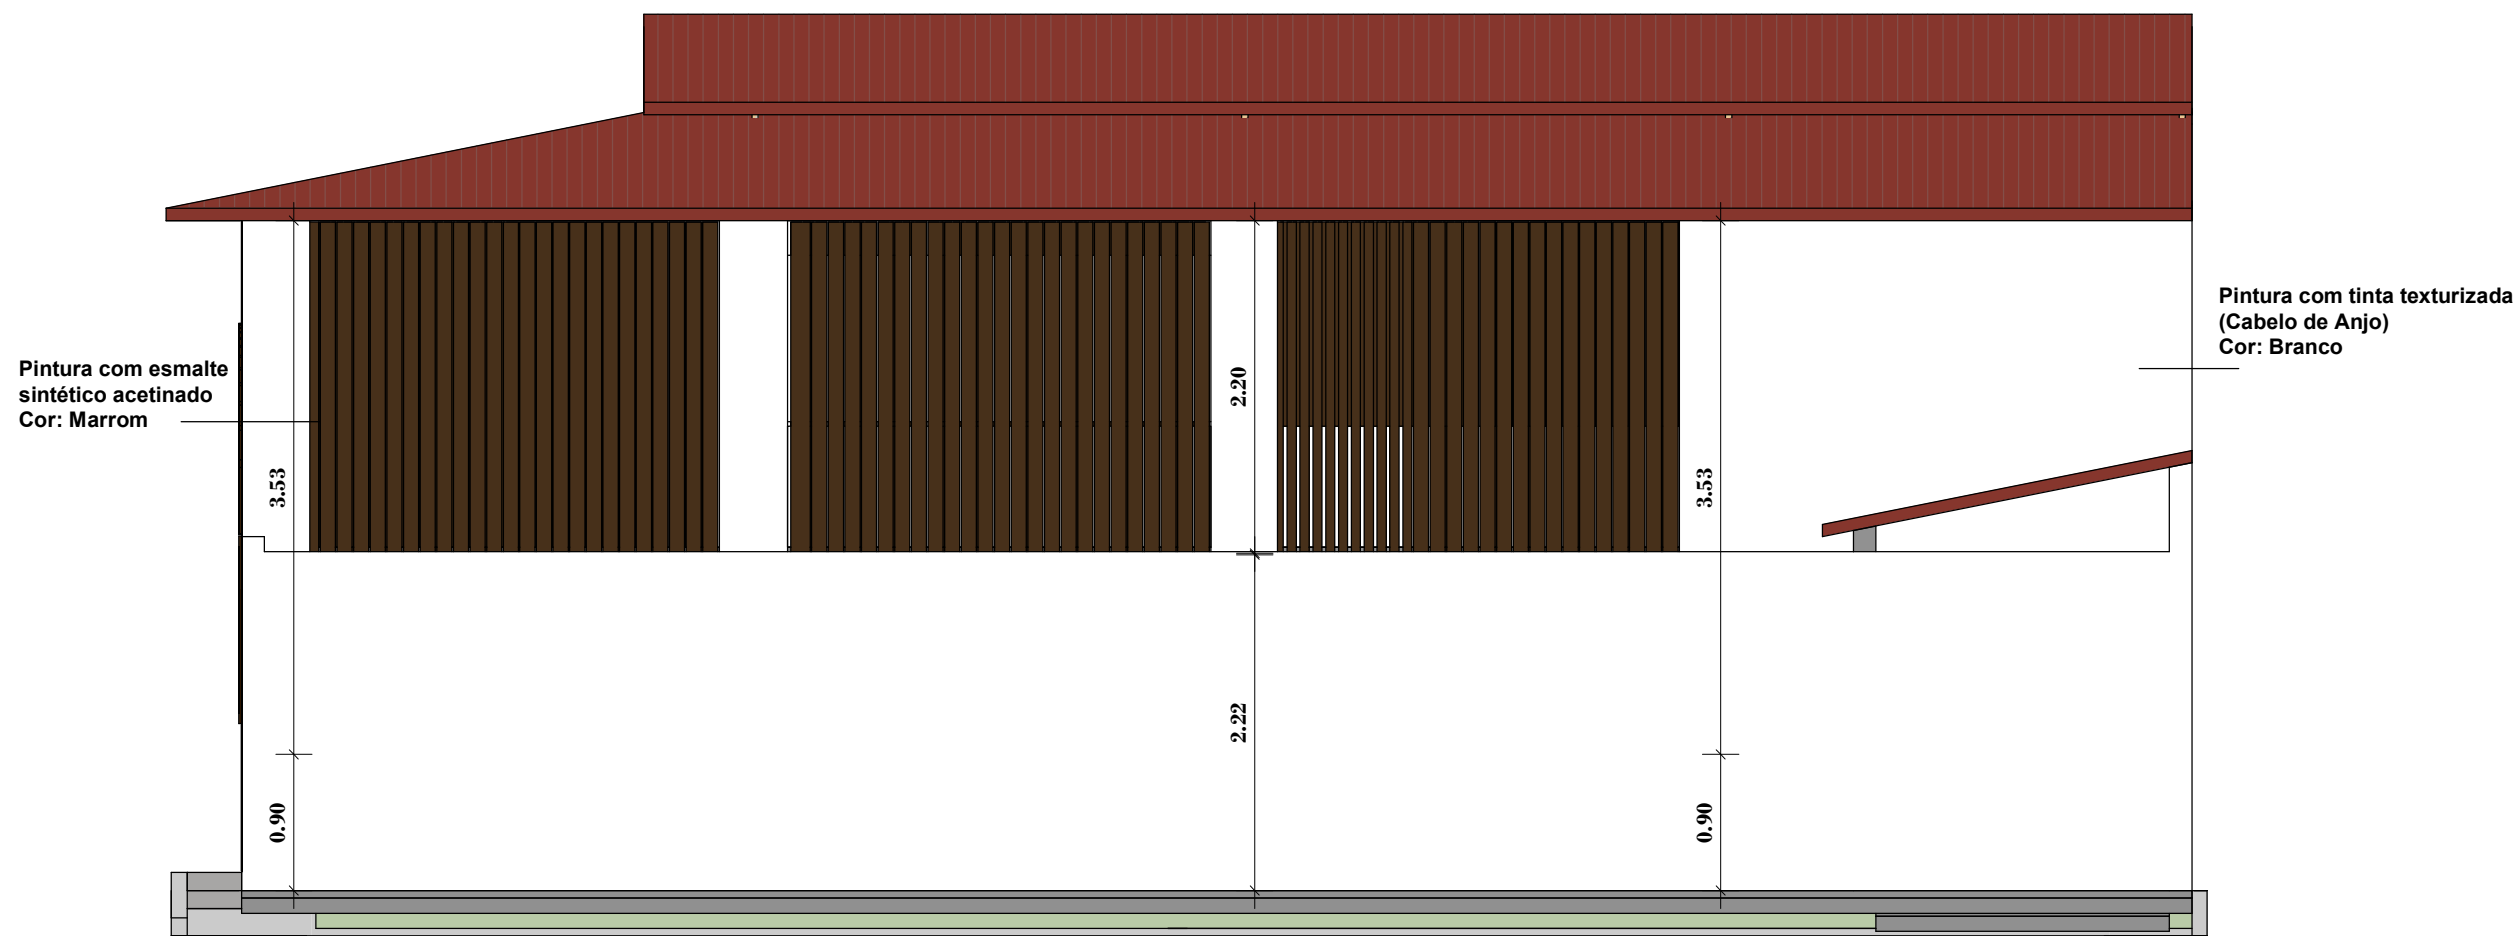 Pintura com tinta texturizada
(Cabelo de Anjo)
Cor: Branco
Pintura com esmalte
sintético acetinado
Cor: Marrom
2.20
3.53
3.53
2.22
0.90
0.90